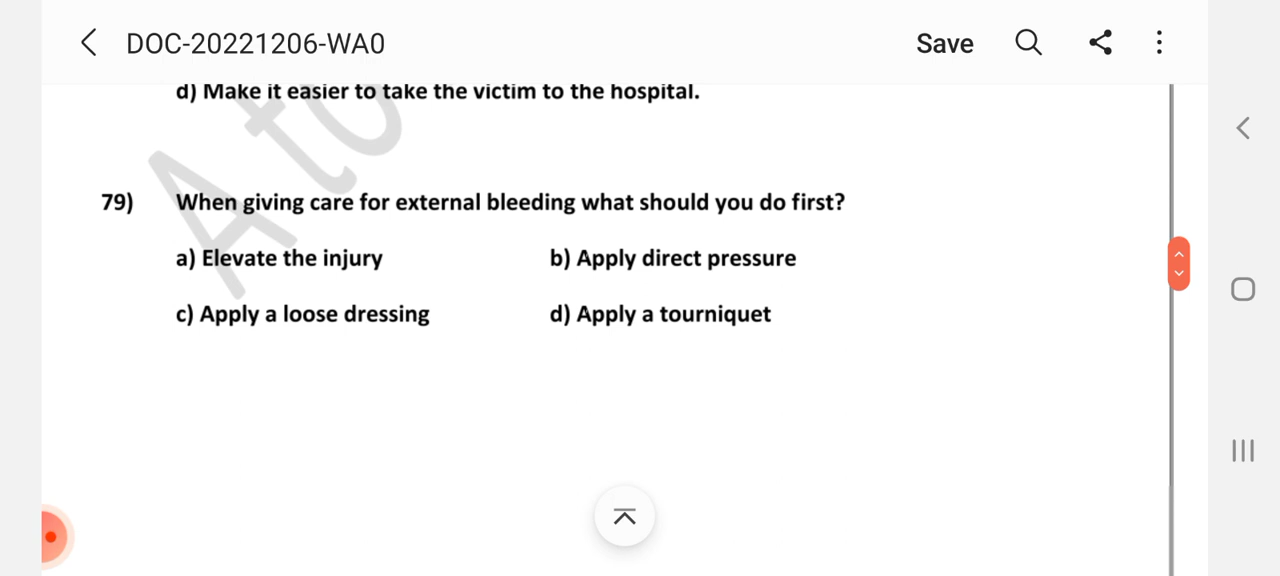 DOC-20221206-WA0
Save
d) Make it easier to take the victim to the hospital.
79) When giving care for external bleeding what should you do first?
a) Elevate the injury b) Apply direct pressure
c) Apply a loose dressing d) Apply a tourniquet
A to